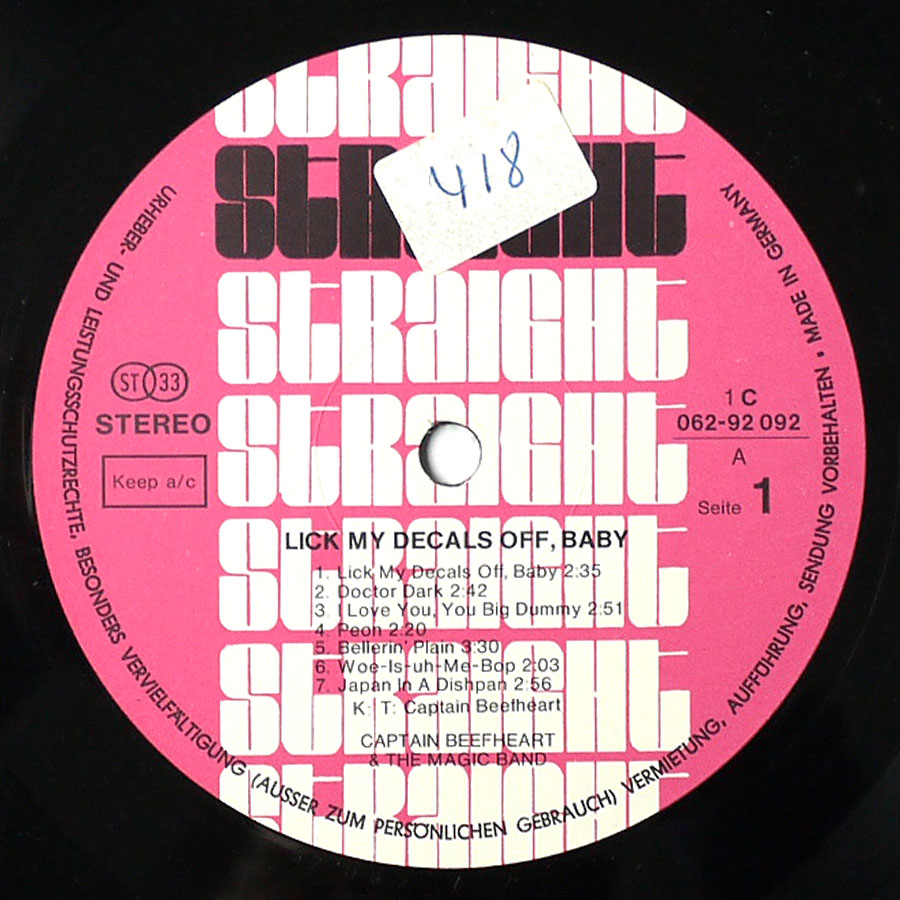 STRAIGHT
STRAIGHT
418
STRAIGHT
STRAIGHT
STRAIGHT
STRAIGHT
STRAIGHT
ST 33
STEREO
Keep a/c
1 C
062-92 092
A
Seite 1
LICK MY DECALS OFF, BABY
1. Lick My Decals Off, Baby 2:35
2. Doctor Dark 2:42
3. I Love You, You Big Dummy 2:51
4. Peon 2:20
5. Bellerin' Plain 3:30
6. Woe-Is-uh-Me-Bop 2:03
7. Japan In A Dishpan 2:56
K: T: Captain Beefheart
CAPTAIN BEEFHEART
& THE MAGIC BAND
URHEBER- UND LEISTUNGSSCHUTZRECHTE, BESONDERS VERVIELFÄLTIGUNG (AUSSER ZUM PERSÖNLICHEN GEBRAUCH) VERMIETUNG, AUFFÜHRUNG, SENDUNG VORBEHALTEN • MADE IN GERMANY